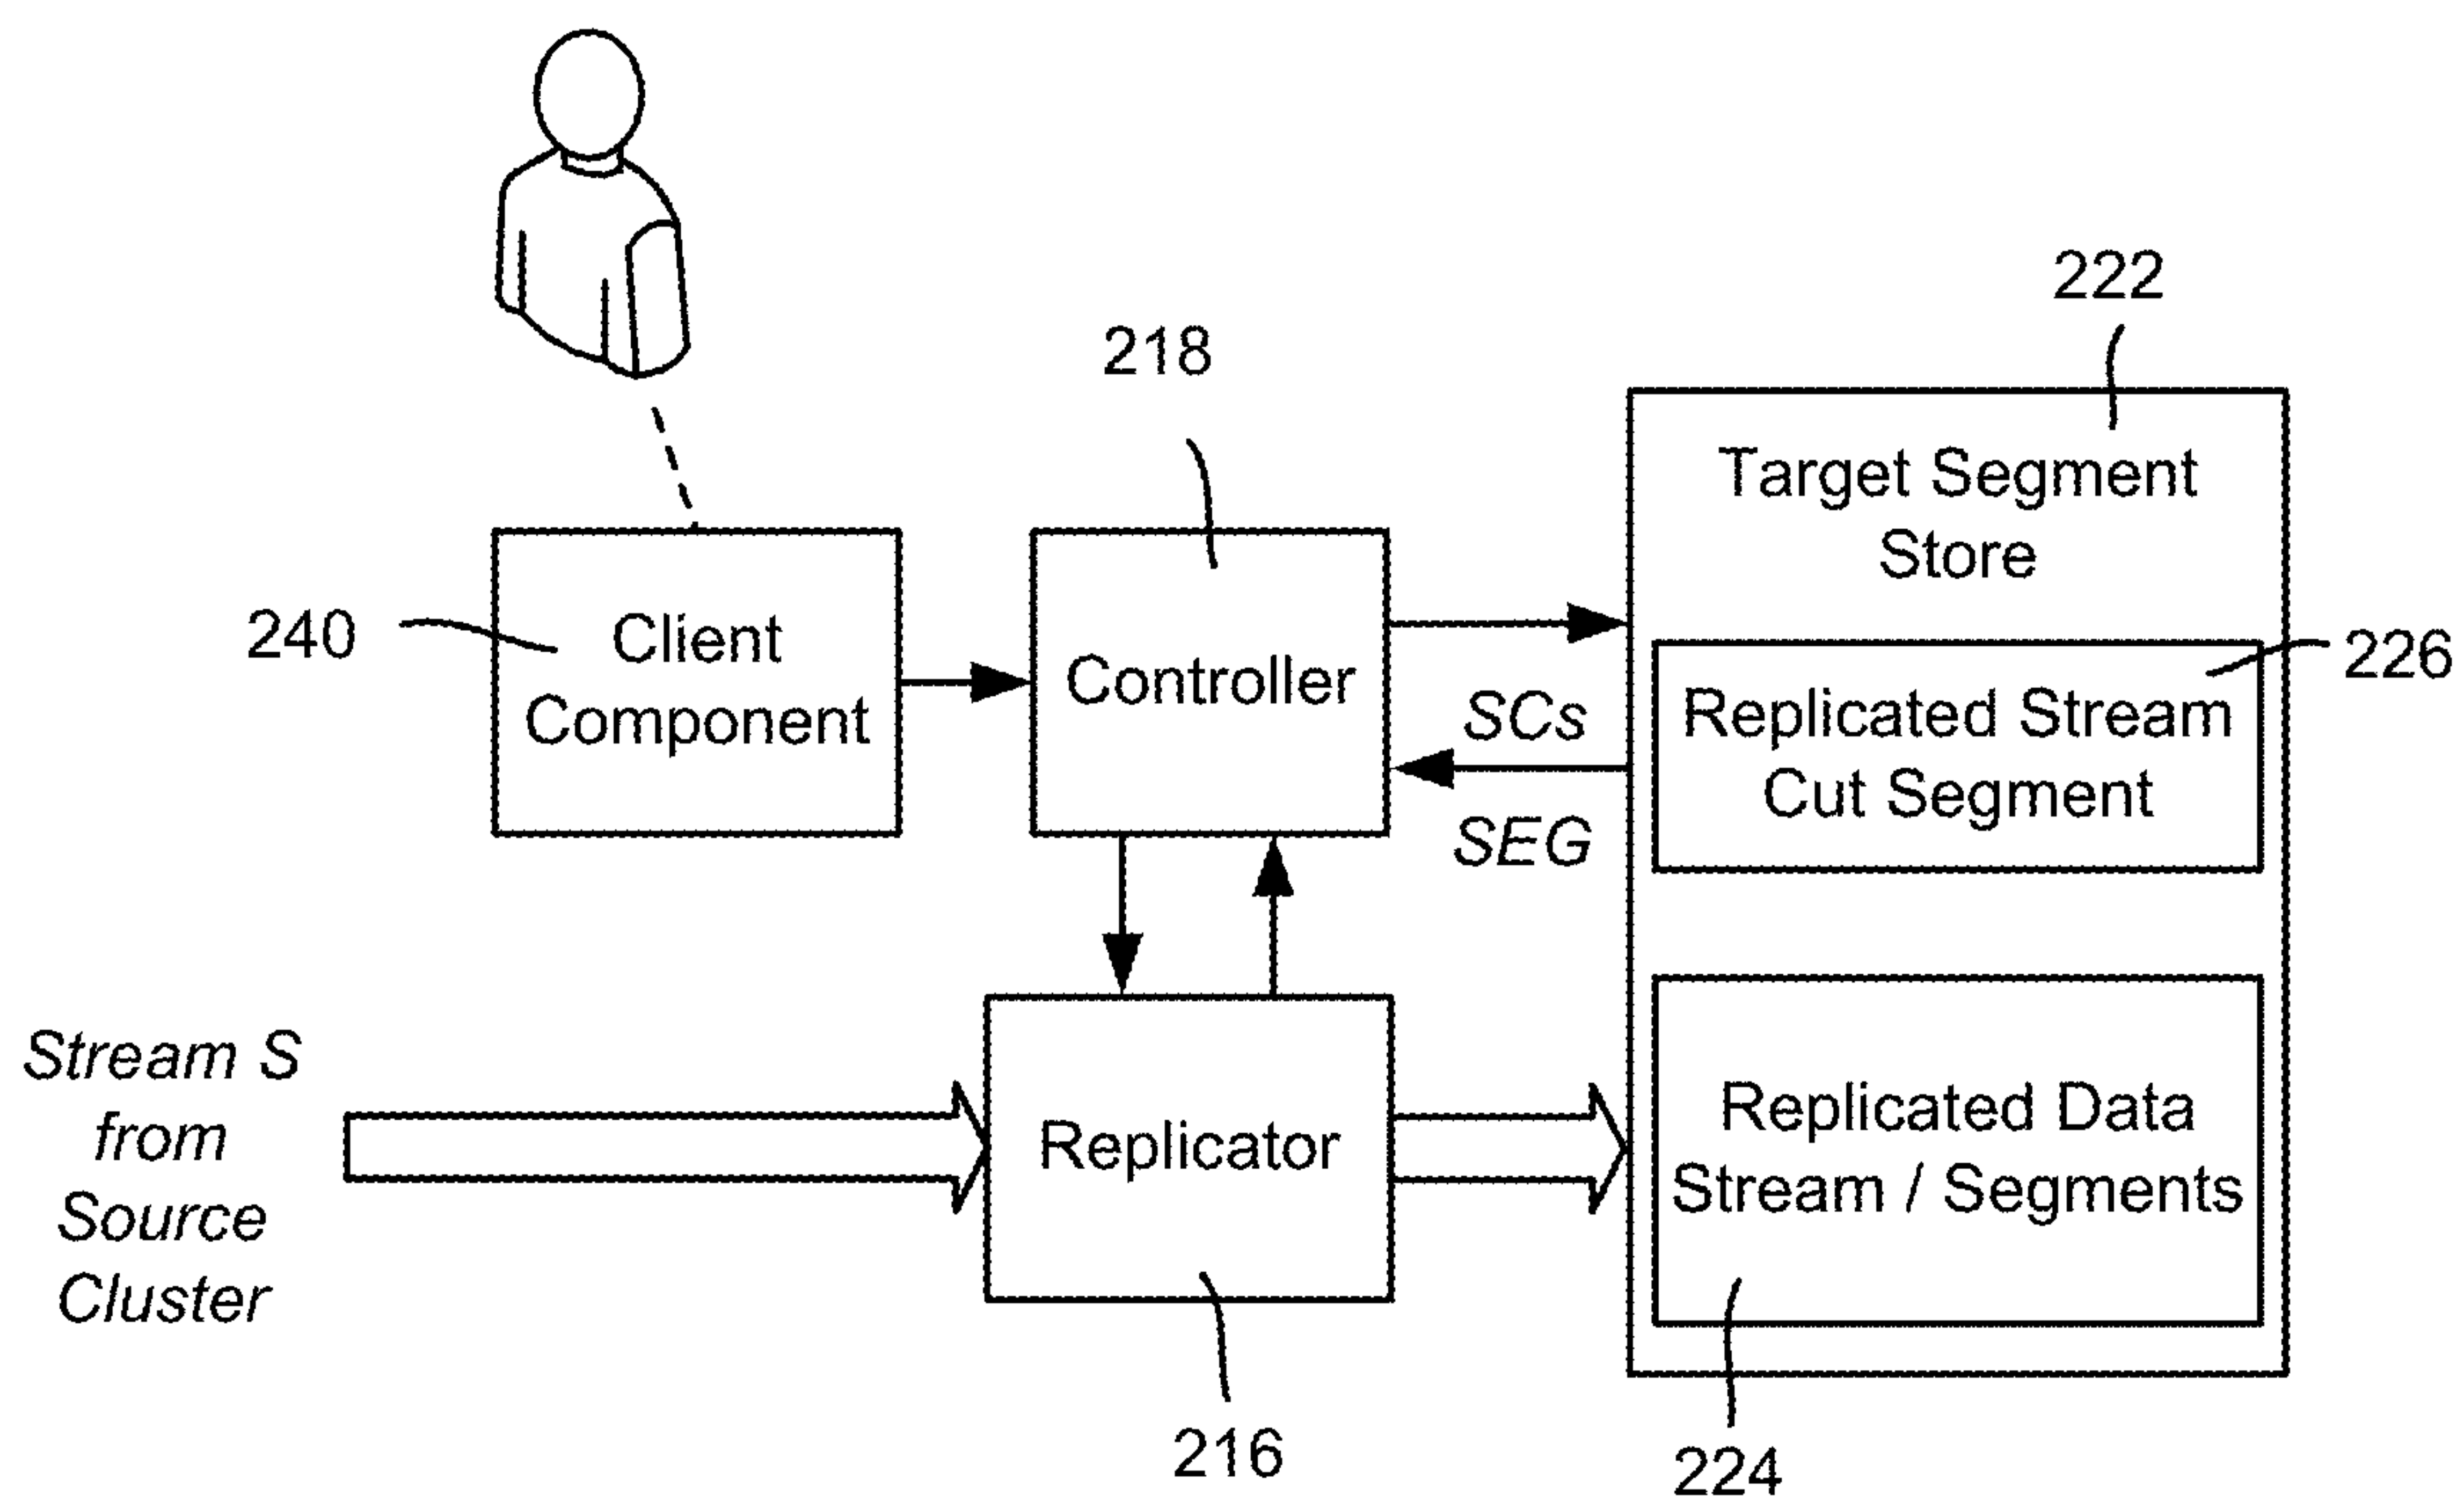 222
218
Target Segment
Store
240
Client
Component
Controller
SCs
SEG
226
Replicated Stream
Cut Segment
Stream S
from
Source
Cluster
Replicator
Replicated Data
Stream / Segments
216
224